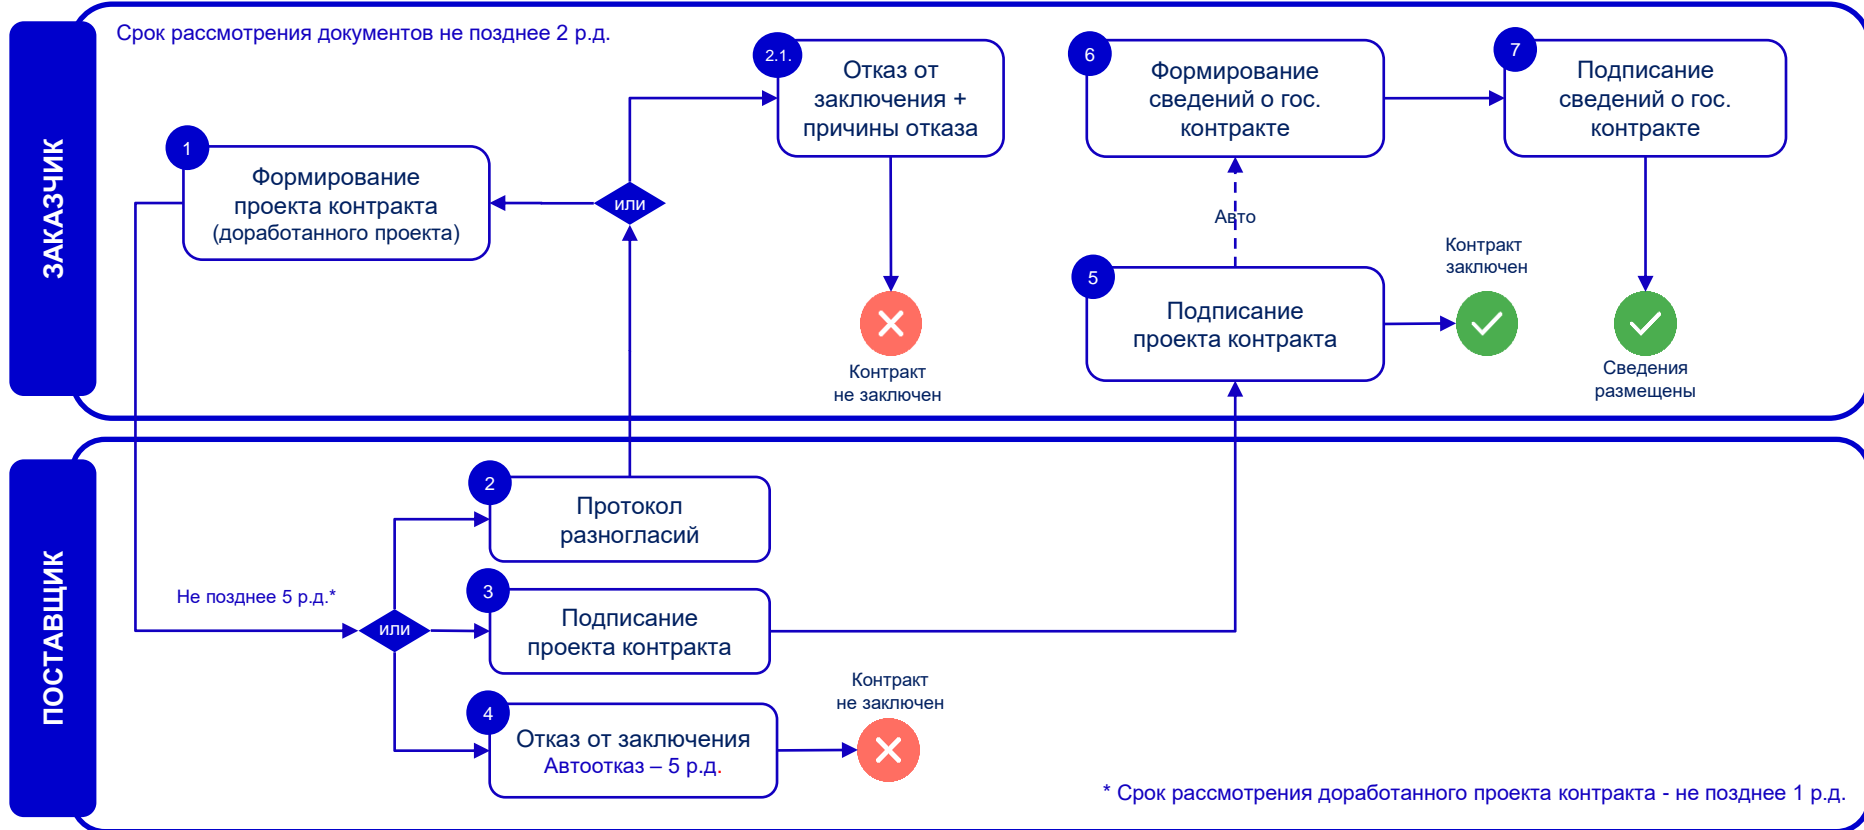 ЗАКАЗЧИК
Срок рассмотрения документов не позднее 2 р.д.
1
Формирование
проекта контракта
(доработанного проекта)
или
2.1.
Отказ от
заключения +
причины отказа
Контракт
не заключен
6
Формирование
сведений о гос.
контракте
7
Подписание
сведений о гос.
контракте
Авто
5
Подписание
проекта контракта
Контракт
заключен
Сведения
размещены
ПОСТАВЩИК
Не позднее 5 р.д.*
или
2
Протокол
разногласий
3
Подписание
проекта контракта
4
Отказ от заключения
Автоотказ – 5 р.д.
Контракт
не заключен
* Срок рассмотрения доработанного проекта контракта - не позднее 1 р.д.